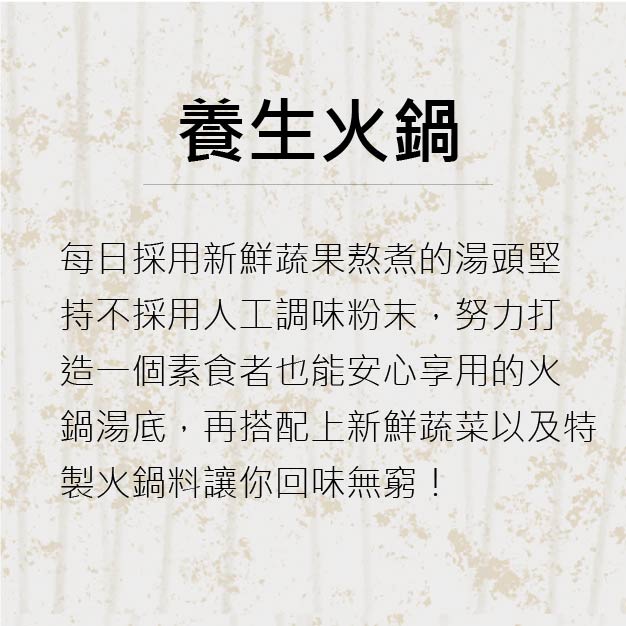 養生火鍋
每日採用新鮮蔬果熬煮的湯頭堅
持不採用人工調味粉末，努力打
造一個素食者也能安心享用的火
鍋湯底，再搭配上新鮮蔬菜以及特
製火鍋料讓你回味無窮！